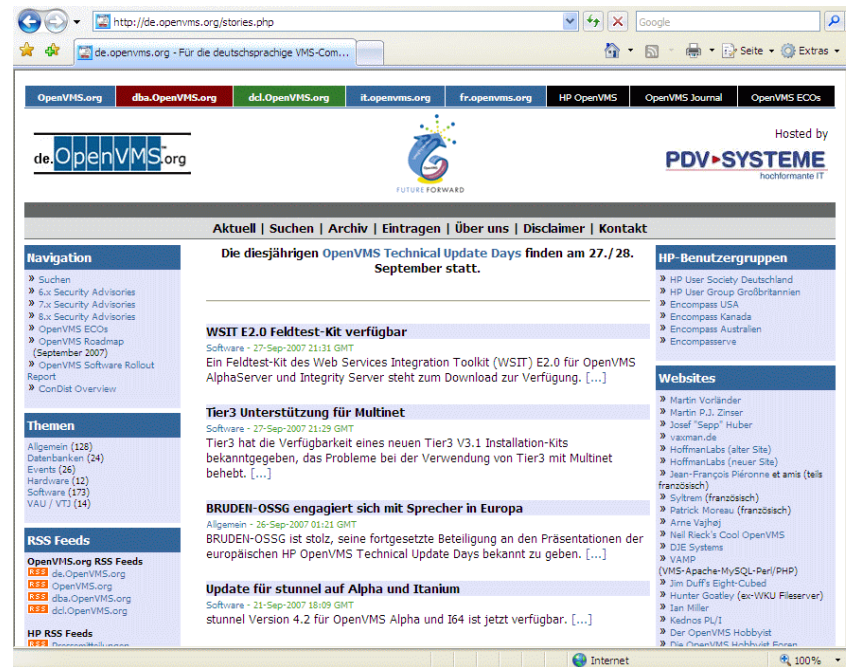 http://de.openvms.org/stories.php
Google
de.openvms.org - Für die deutschsprachige VMS-Com...
Seite
Extras
OpenVMS.org
dba.OpenVMS.org
dcl.OpenVMS.org
it.openvms.org
fr.openvms.org
HP OpenVMS
OpenVMS Journal
OpenVMS ECOs
de.OpenVMS.org
FUTURE FORWARD
Hosted by
PDV SYSTEME
hochformante IT
Aktuell | Suchen | Archiv | Eintragen | Über uns | Disclaimer | Kontakt
Navigation
» Suchen
» 6.x Security Advisories
» 7.x Security Advisories
» 8.x Security Advisories
» OpenVMS ECOs
» OpenVMS Roadmap
(September 2007)
» OpenVMS Software Rollout
Report
» ConDist Overview
Themen
Allgemein (128)
Datenbanken (24)
Events (26)
Hardware (12)
Software (173)
VAU / VTJ (14)
RSS Feeds
OpenVMS.org RSS
Feeds
RSS de.OpenVMS.org
RSS OpenVMS.org
RSS dba.OpenVMS.org
RSS dcl.OpenVMS.org
HP RSS Feeds
RSS Pressemitteilungen
Die diesjährigen OpenVMS Technical Update Days finden am 27./28.
September statt.
WSIT E2.0 Feldtest-Kit verfügbar
Software - 27-Sep-2007 21:31 GMT
Ein Feldtest-Kit des Web Services Integration Toolkit (WSIT) E2.0 für OpenVMS
AlphaServer und Integrity Server steht zum Download zur Verfügung. [...]
Tier3 Unterstützung für Multinet
Software - 27-Sep-2007 21:29 GMT
Tier3 hat die Verfügbarkeit eines neuen Tier3 V3.1 Installation-Kits
bekanntgegeben, das Probleme bei der Verwendung von Tier3 mit Multinet
behebt. [...]
BRUDEN-OSSG engagiert sich mit Sprecher in Europa
Allgemein - 26-Sep-2007 01:21 GMT
BRUDEN-OSSG ist stolz, seine fortgesetzte Beteiligung an den Präsentationen der
europäischen HP OpenVMS Technical Update Days bekannt zu geben. [...]
Update für stunnel auf Alpha und Itanium
Software - 21-Sep-2007 18:09 GMT
stunnel Version 4.2 für OpenVMS Alpha und I64 ist jetzt verfügbar. [...]
HP-Benutzergruppen
» HP User Society Deutschland
» HP User Group Großbritannien
» Encompass USA
» Encompass Kanada
» Encompass Australien
» Encompasserve
Websites
» Martin Vorländer
» Martin P.J. Zinser
» Josef "Sepp" Huber
» vaxman.de
» HoffmanLabs (alter Site)
» HoffmanLabs (neuer Site)
» Jean-François Piéronne et amis (teils
französisch)
» Syltrem (französisch)
» Patrick Moreau (französisch)
» Arne Vajhøj
» Neil Rieck's Cool OpenVMS
» DJE Systems
» VAMP
(VMS-Apache-MySQL-Perl/PHP)
» Jim Duff's Eight-Cubed
» Hunter Goatley (ex-WKU Fileserver)
» Ian Miller
» Kednos PL/I
» Der OpenVMS Hobbyist
» Die OpenVMS Hobbyist Foren
Internet
100%